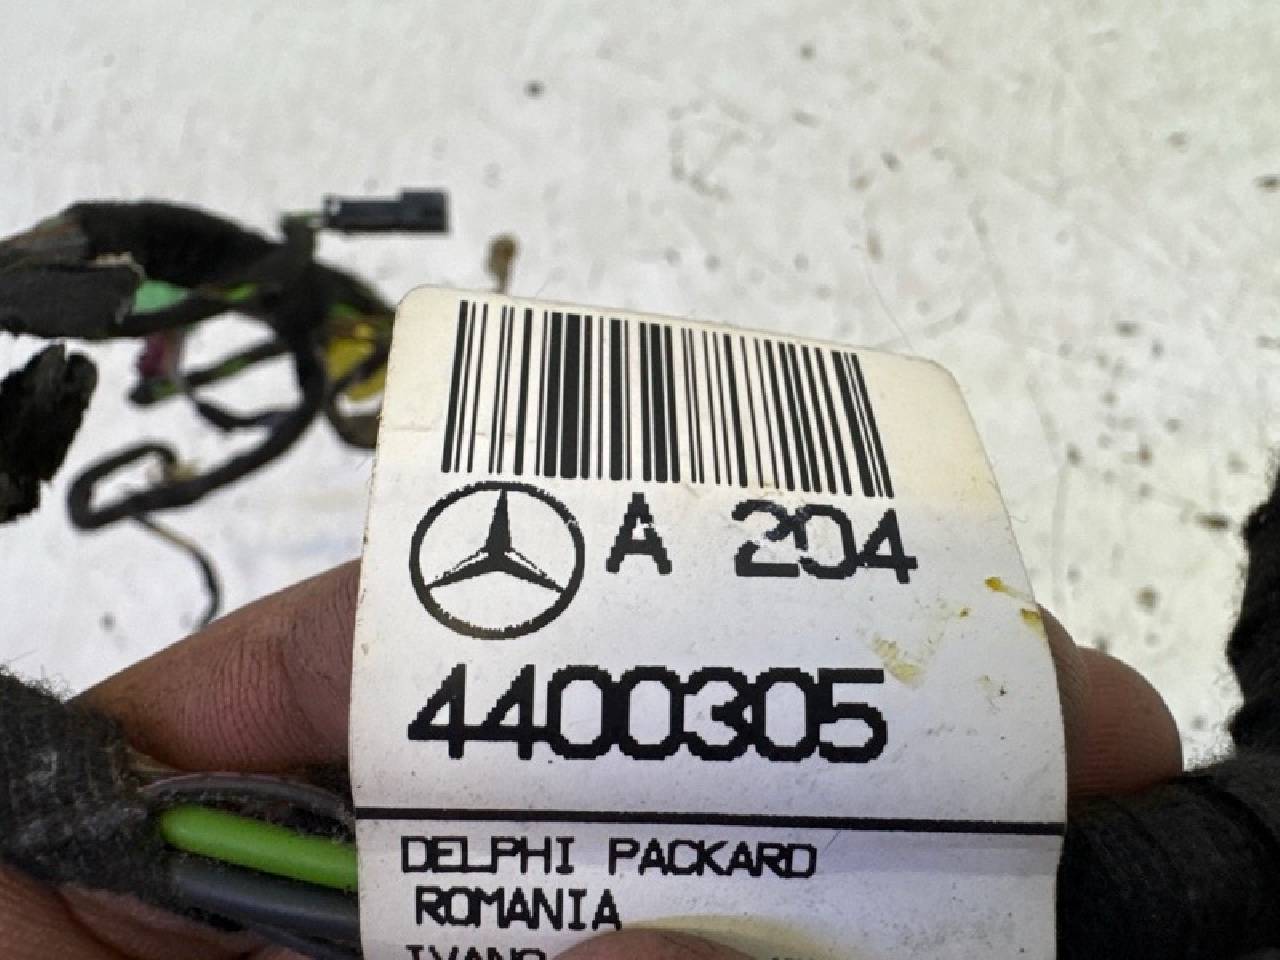 A 204
4400305
DELPHI PACKARD
ROMANIA